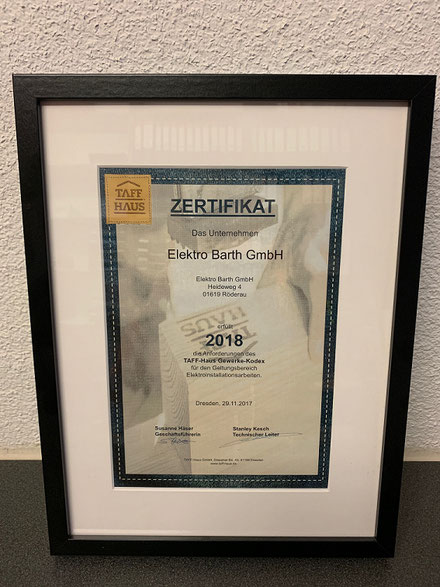 TAFF
HAUS
ZERTIFIKAT
Das Unternehmen
Elektro Barth GmbH
Elektro Barth GmbH
Heideweg 4
01619 Röderau
erfüllt
2018
die Anforderungen des
TAFF-Haus Gewerke-Kodex
für den Geltungsbereich
Elektroinstallationsarbeiten.
Dresden, 29.11.2017
Susanne Häser
Geschäftsführerin
Stanley Kesch
Technischer Leiter